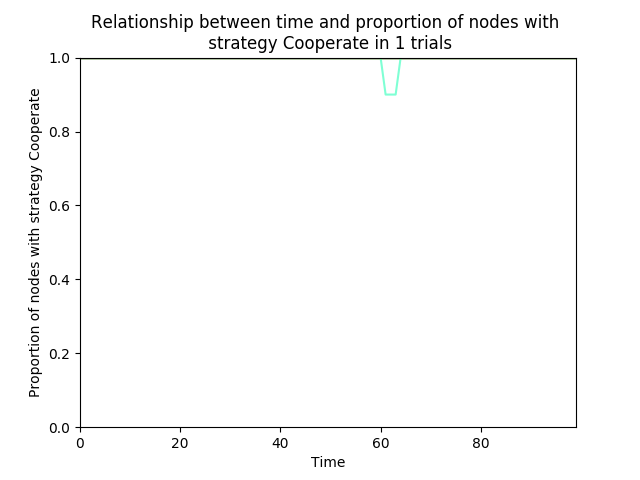 Relationship between time and proportion of nodes with
strategy Cooperate in 1 trials
Proportion of nodes with strategy Cooperate
1.0
0.8
0.6
0.4
0.2
0.0
0 20 40 60 80
Time